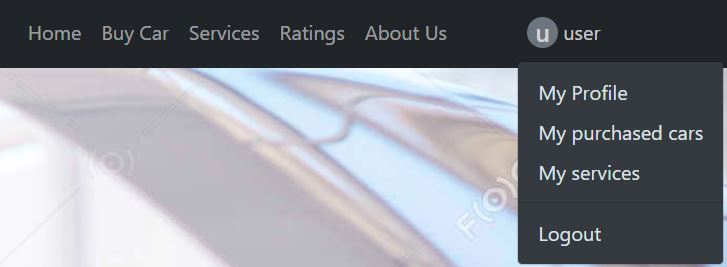 Home Buy Car Services Ratings About Us u user
My Profile
My purchased cars
My services
Logout